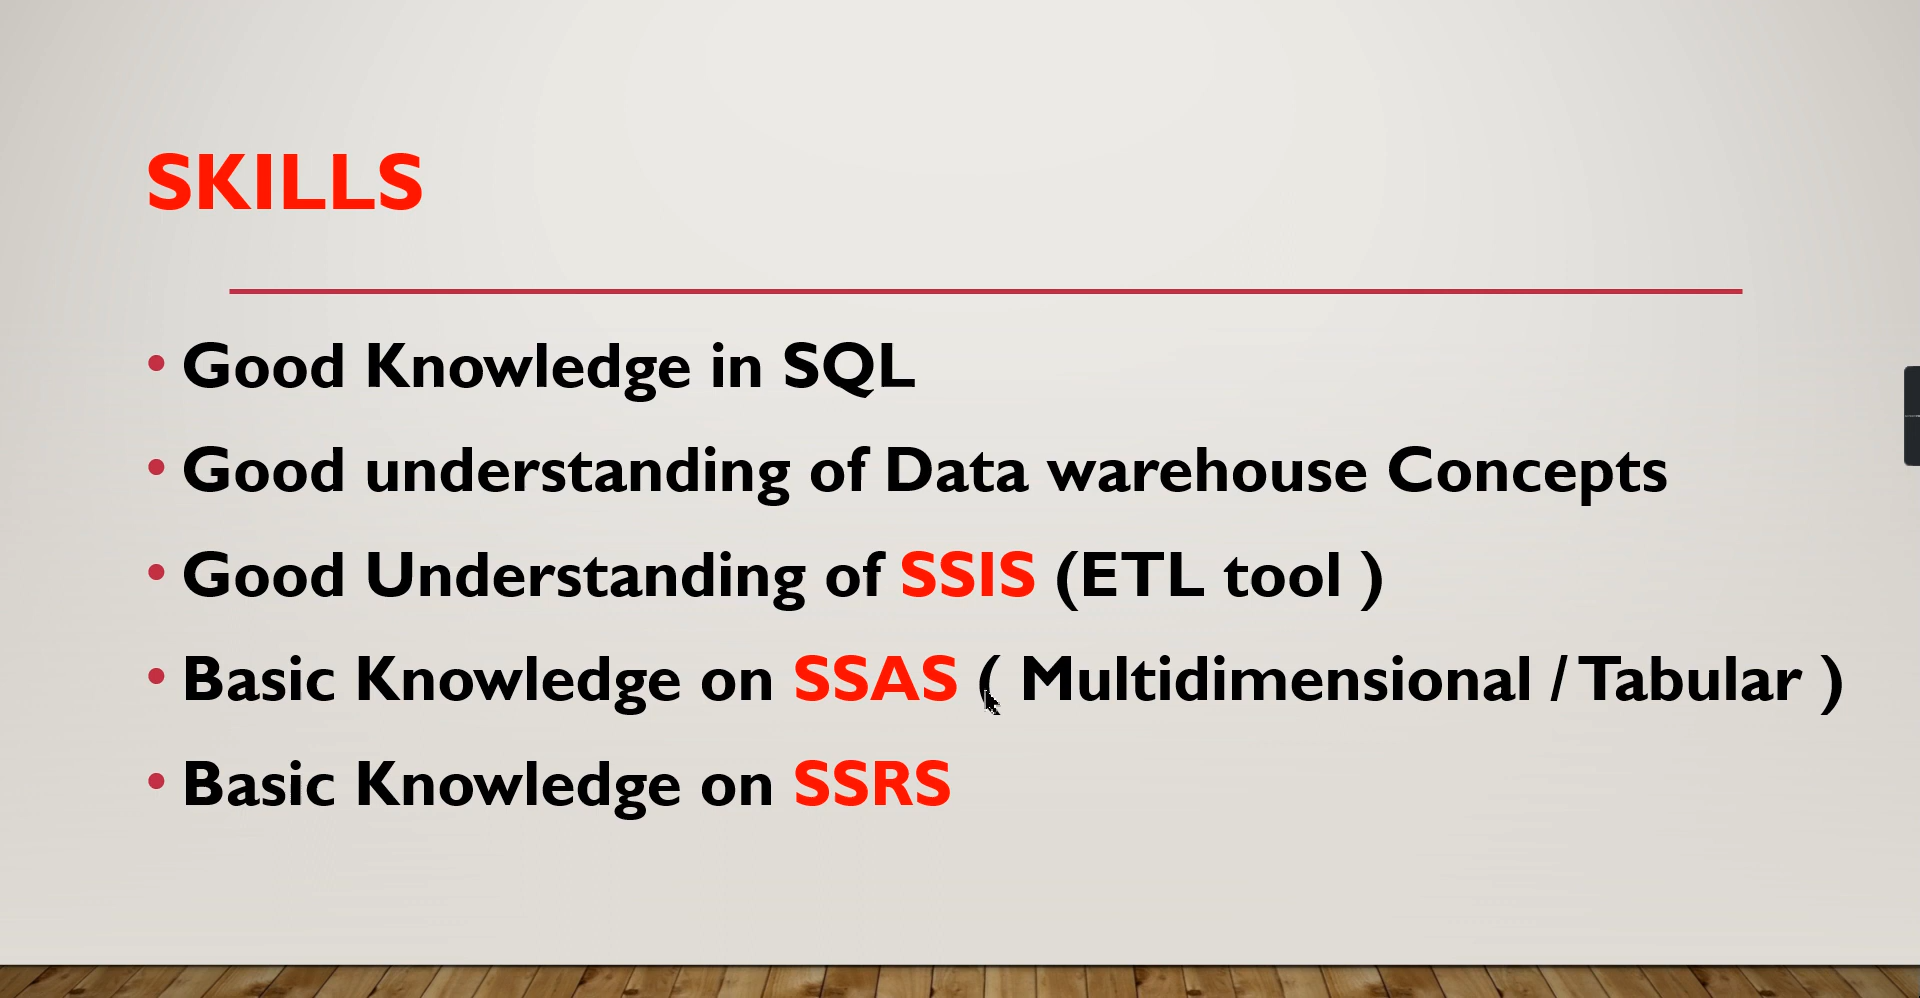 SKILLS
• Good Knowledge in SQL
• Good understanding of Data warehouse Concepts
• Good Understanding of SSIS (ETL tool )
• Basic Knowledge on SSAS ( Multidimensional / Tabular )
• Basic Knowledge on SSRS